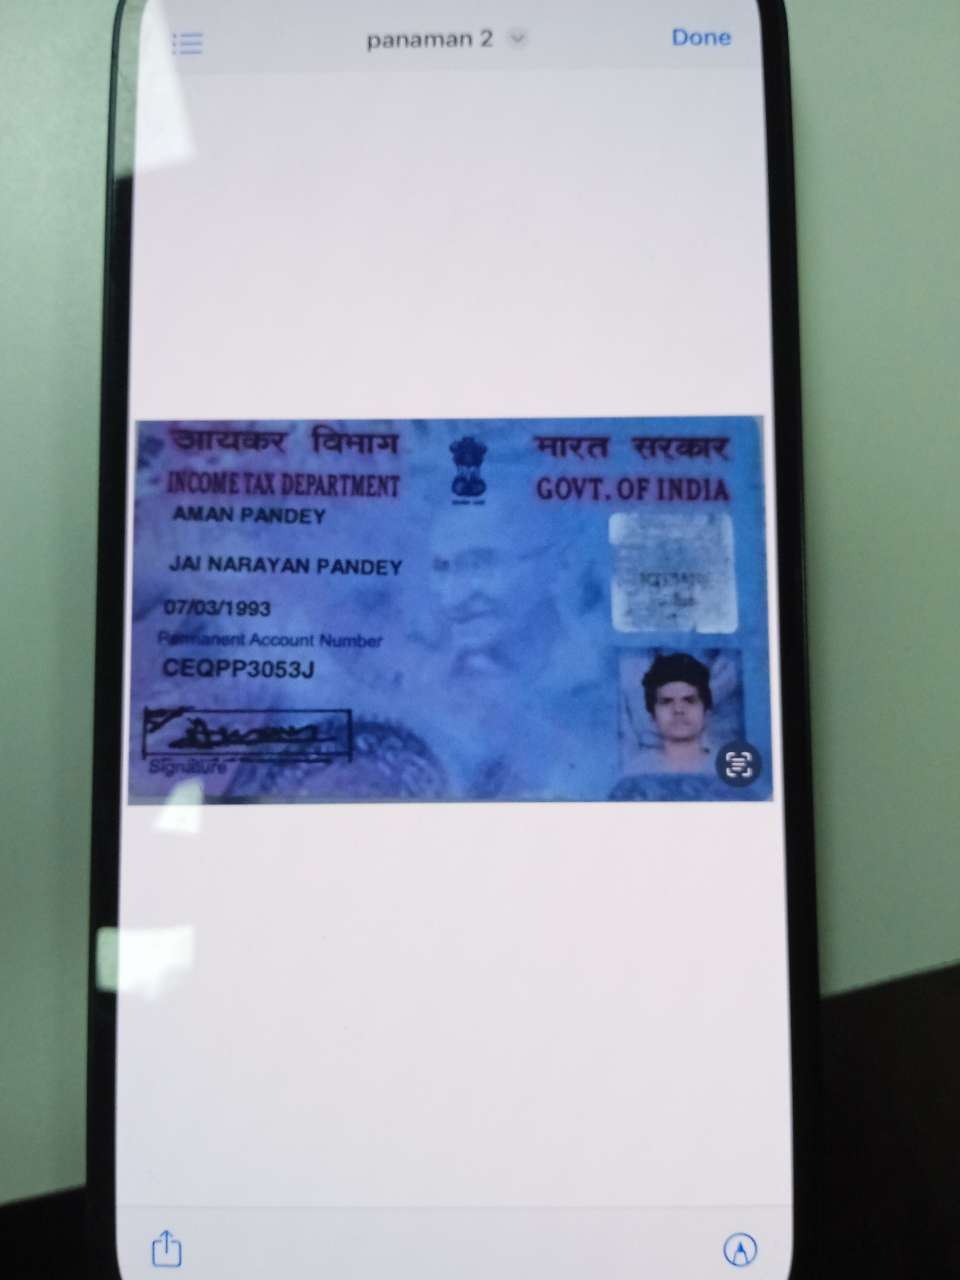 panaman 2
Done
आयकर विभाग
भारत सरकार
INCOME TAX DEPARTMENT
GOVT. OF INDIA
AMAN PANDEY
JAI NARAYAN PANDEY
07/03/1993
Permanent Account Number
CEQPP3053J
Signature